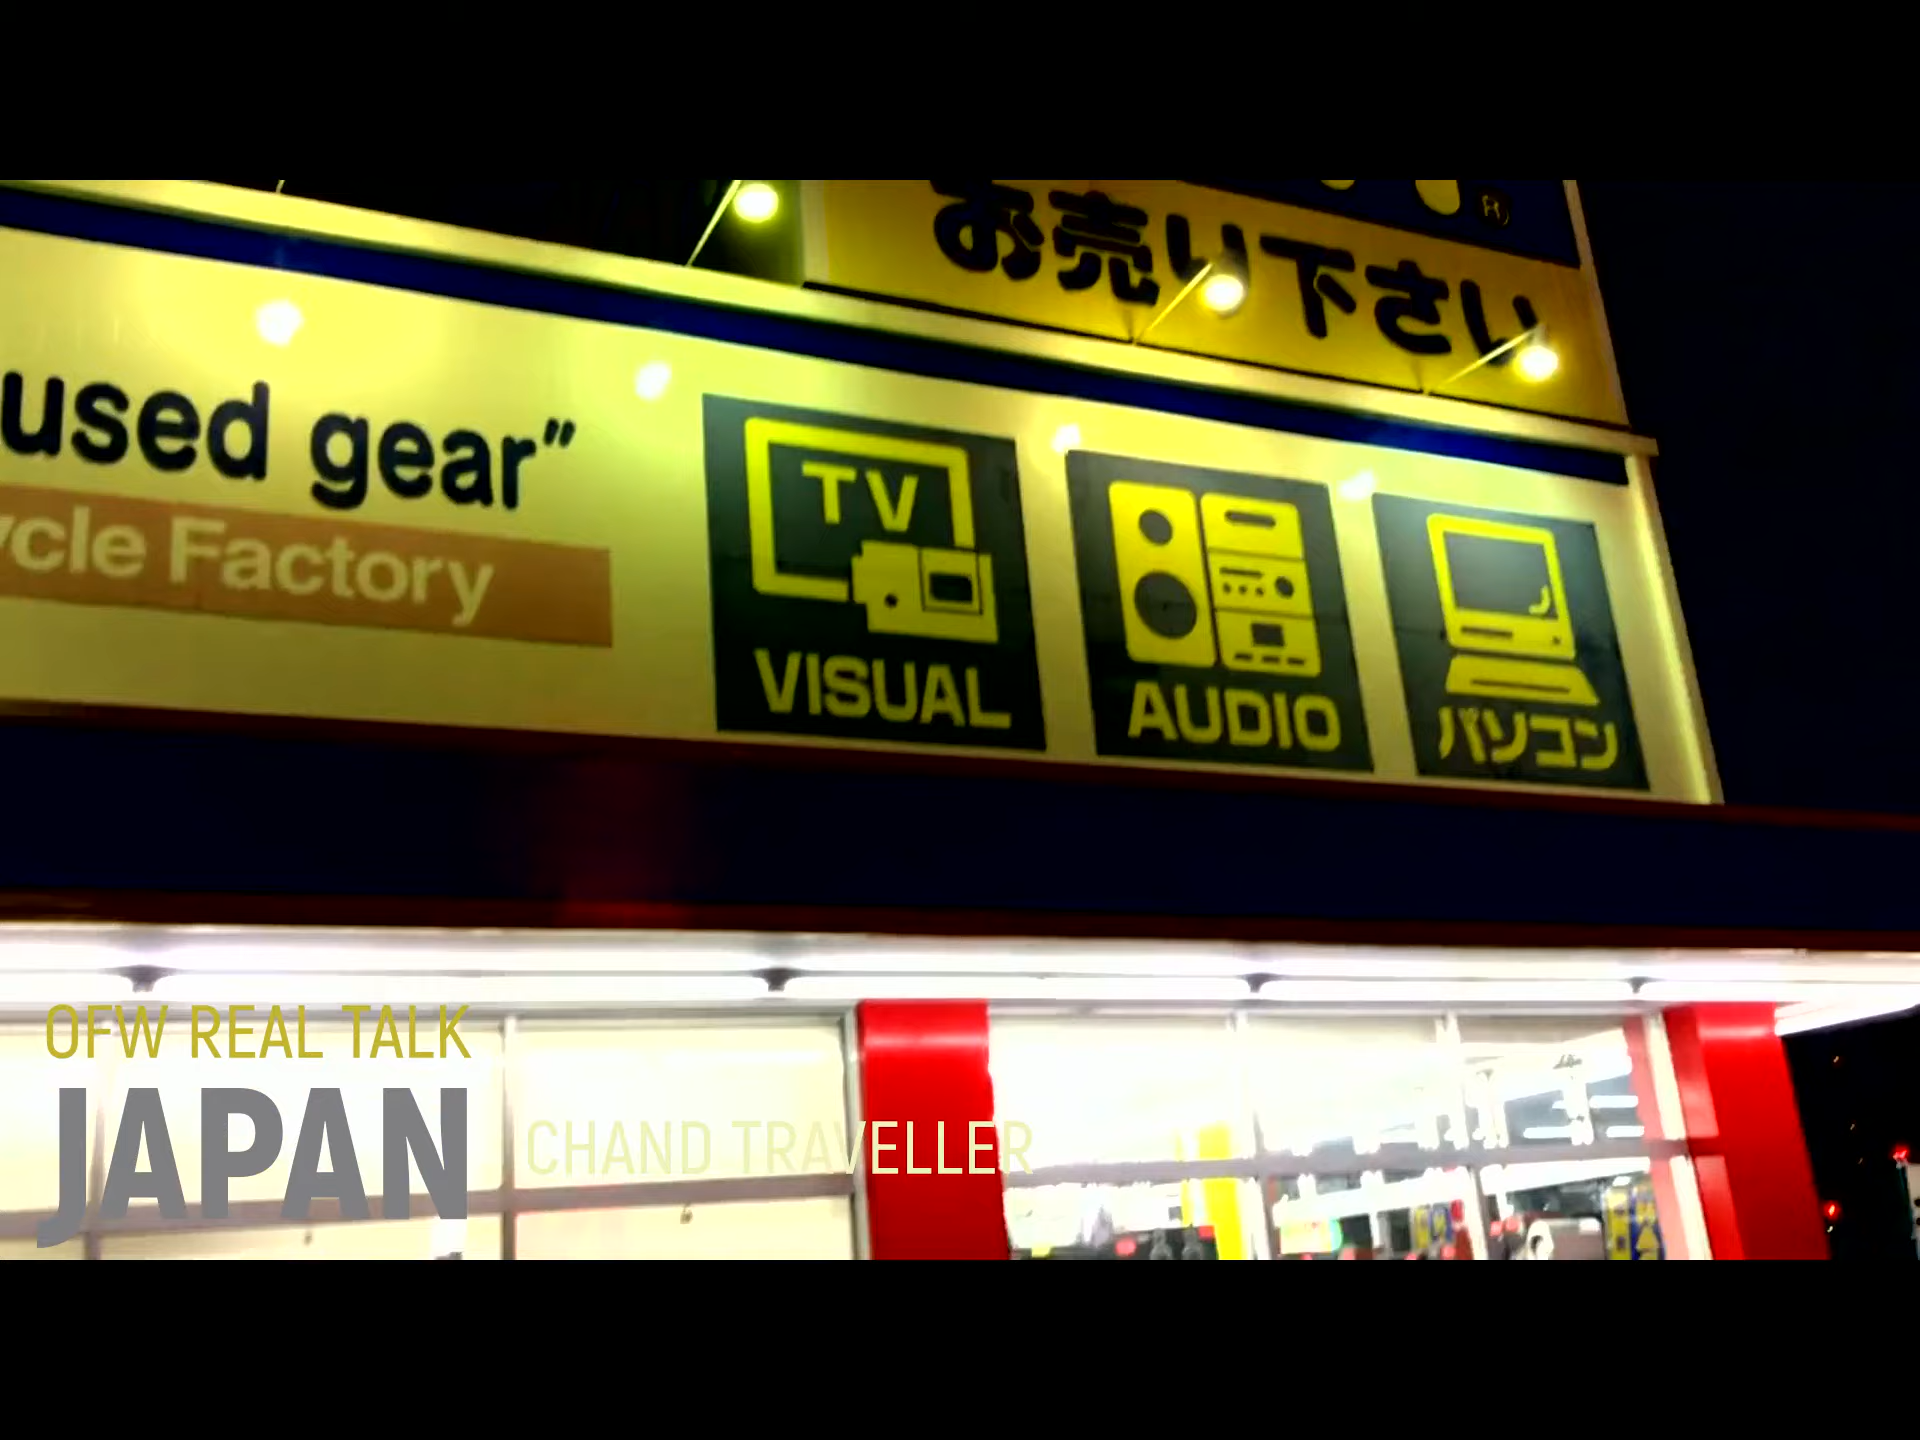 お売り下さい
used gear”
ycle Factory
TV
VISUAL
AUDIO
パソコン
OFW REAL TALK
JAPAN
CHAND TRAVELLER